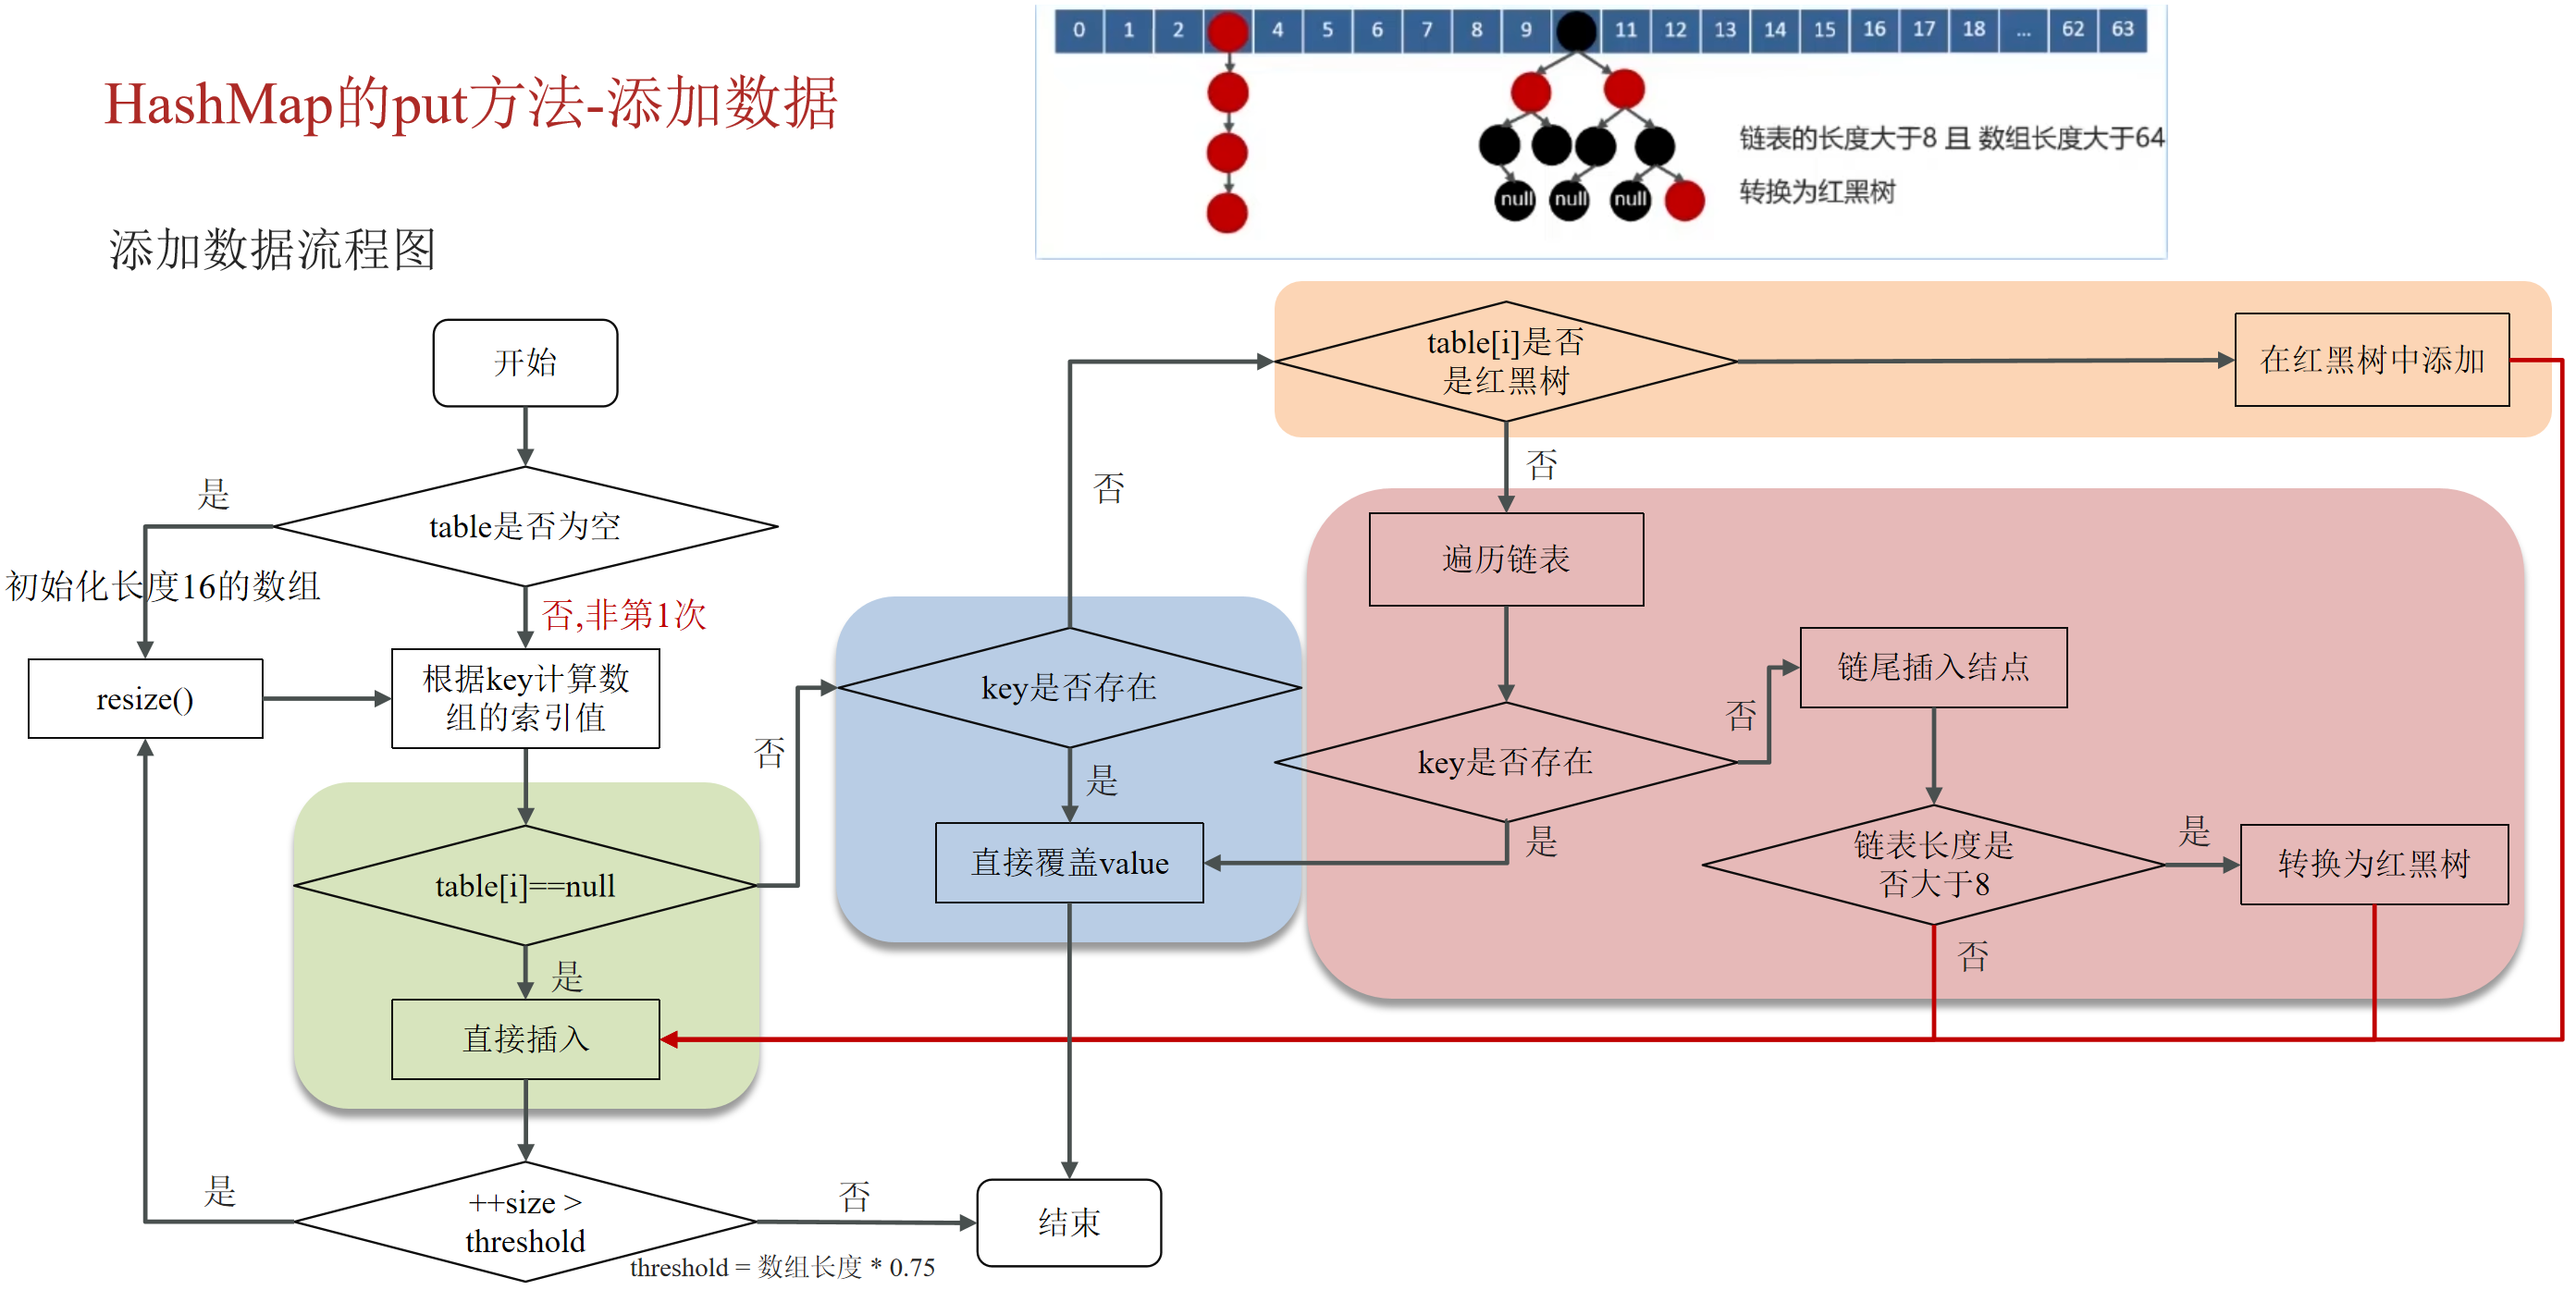 0 1 2 4 5 6 7 8 9 11 12 13 14 15 16 17 18 ... 62 63
HashMap的put方法-添加数据
链表的长度大于8 且 数组长度大于64
转换为红黑树
null null null
添加数据流程图
开始
table[i]是否
是红黑树
在红黑树中添加
否
否
是
table是否为空
初始化长度16的数组
否,非第1次
遍历链表
resize()
根据key计算数
组的索引值
key是否存在
链尾插入结点
否
否
key是否存在
是
是
直接覆盖value
链表长度是
否大于8
是
转换为红黑树
table[i]==null
是
否
直接插入
是
++size >
threshold
否
结束
threshold = 数组长度 * 0.75